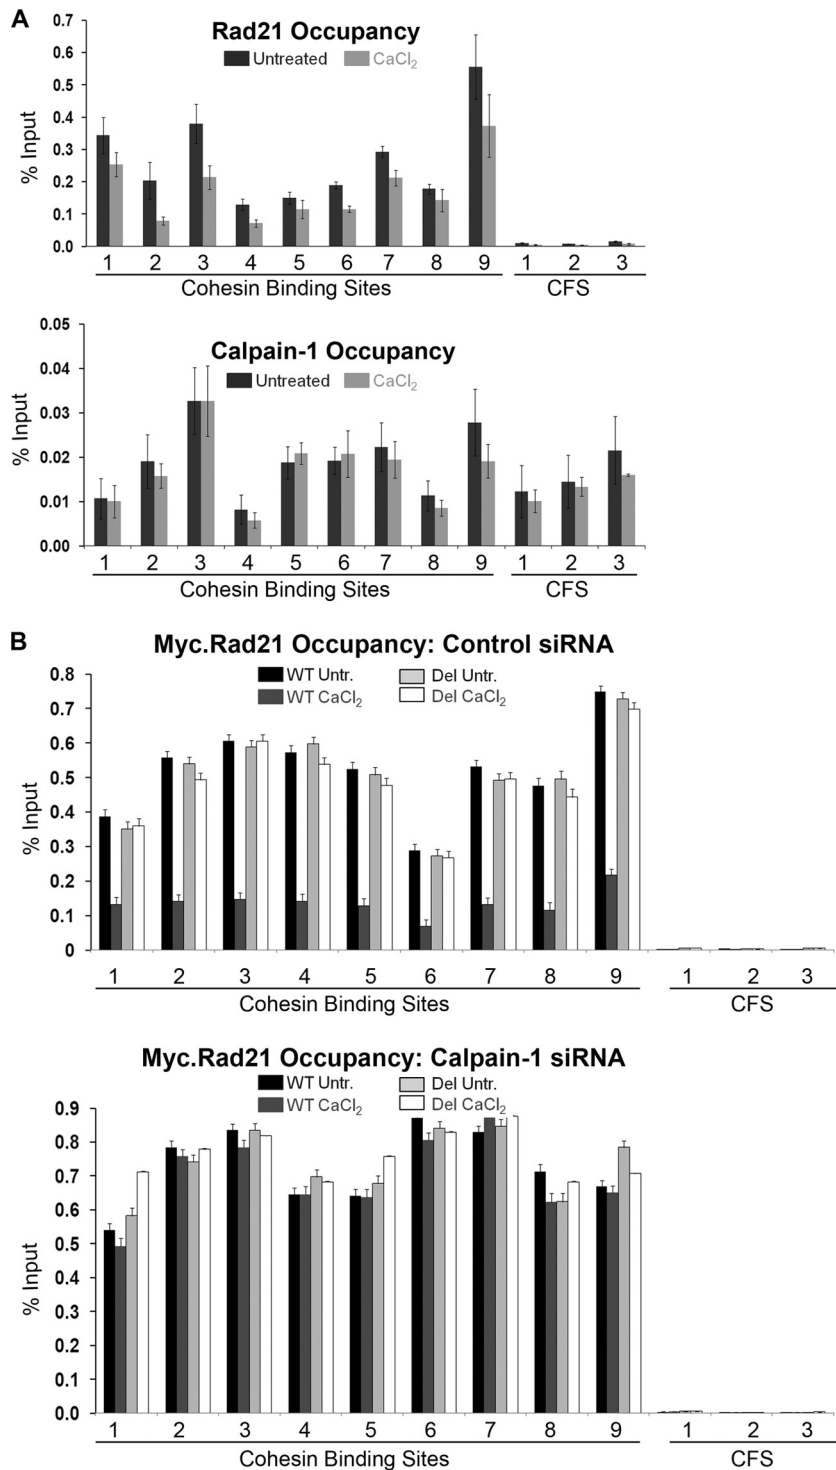 A
Rad21 Occupancy
Untreated CaCl2
% Input
0.7
0.6
0.5
0.4
0.3
0.2
0.1
0.0
1 2 3 4 5 6 7 8 9 1 2 3
Cohesin Binding Sites CFS
Calpain-1 Occupancy
Untreated CaCl2
% Input
0.05
0.04
0.03
0.02
0.01
0.00
1 2 3 4 5 6 7 8 9 1 2 3
Cohesin Binding Sites CFS
B
Myc.Rad21 Occupancy: Control siRNA
WT Untr. Del Untr.
WT CaCl2 Del CaCl2
% Input
0.8
0.7
0.6
0.5
0.4
0.3
0.2
0.1
0
1 2 3 4 5 6 7 8 9 1 2 3
Cohesin Binding Sites CFS
Myc.Rad21 Occupancy: Calpain-1 siRNA
WT Untr. Del Untr.
WT CaCl2 Del CaCl2
% Input
0.9
0.8
0.7
0.6
0.5
0.4
0.3
0.2
0.1
0.0
1 2 3 4 5 6 7 8 9 1 2 3
Cohesin Binding Sites CFS